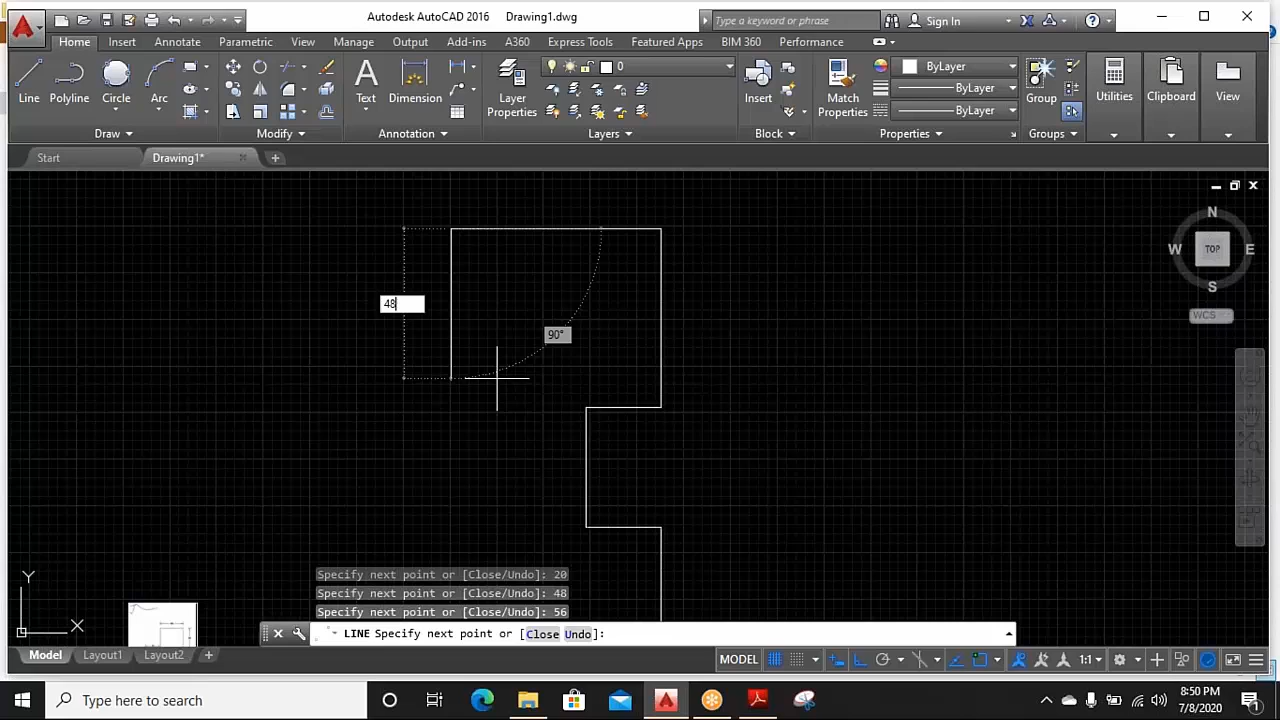 Autodesk AutoCAD 2016 Drawing1.dwg
Type a keyword or phrase
Sign In
Home Insert Annotate Parametric View Manage Output Add-ins A360 Express Tools Featured Apps BIM 360 Performance
Line Polyline Circle Arc
Text Dimension
Layer Properties
0
Insert
Match Properties
ByLayer
ByLayer
ByLayer
Group
Utilities
Clipboard
View
Draw Modify Annotation Layers Block Properties Groups
Start Drawing1*
N
W TOP E
S
WCS
48
90°
Y
X
Specify next point or [Close/Undo]: 20
Specify next point or [Close/Undo]: 48
Specify next point or [Close/Undo]: 56
LINE Specify next point or [Close Undo]:
Model Layout1 Layout2
MODEL 1:1
Type here to search
8:50 PM
7/8/2020
1